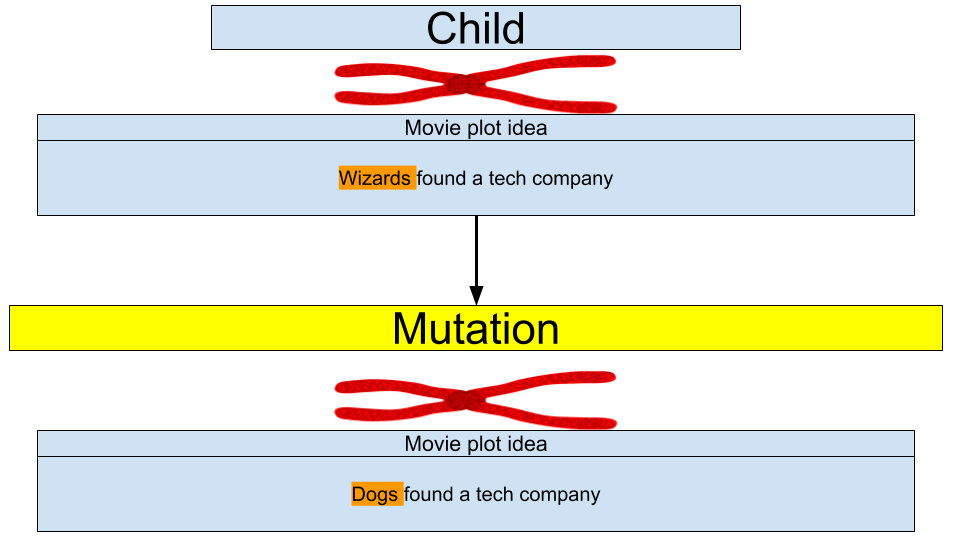 Child
Movie plot idea
Wizards found a tech company
Mutation
Movie plot idea
Dogs found a tech company